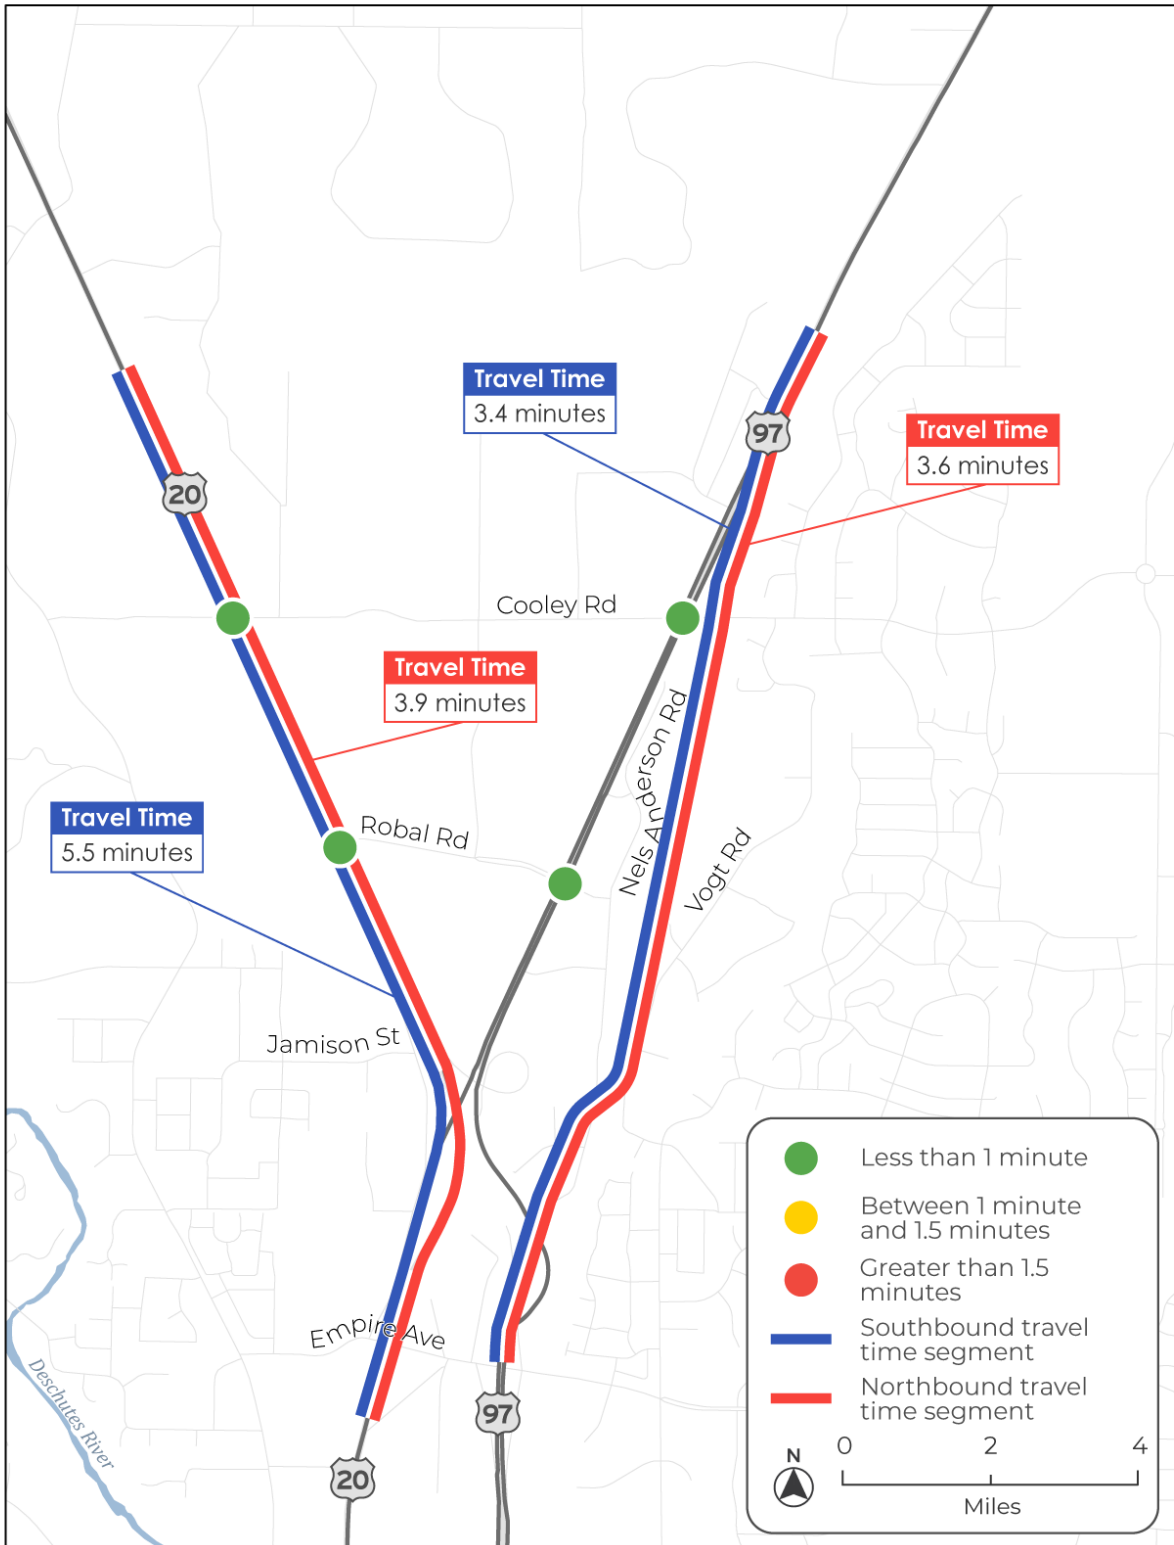 Travel Time
3.4 minutes
97
Travel Time
3.6 minutes
20
Cooley Rd
Travel Time
3.9 minutes
Nels Anderson Rd
Travel Time
5.5 minutes
Robal Rd
Vogt Rd
Jamison St
Empire Ave
Deschutes River
97
20
Less than 1 minute
Between 1 minute
and 1.5 minutes
Greater than 1.5
minutes
Southbound travel
time segment
Northbound travel
time segment
N
0 2 4
Miles